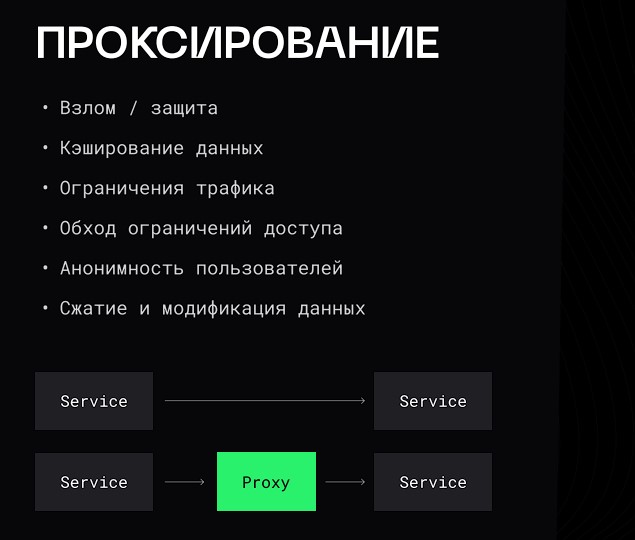 ПРОКСИРОВАНИЕ
• Взлом / защита
• Кэширование данных
• Ограничения трафика
• Обход ограничений доступа
• Анонимность пользователей
• Сжатие и модификация данных
Service Service
Service Proxy Service